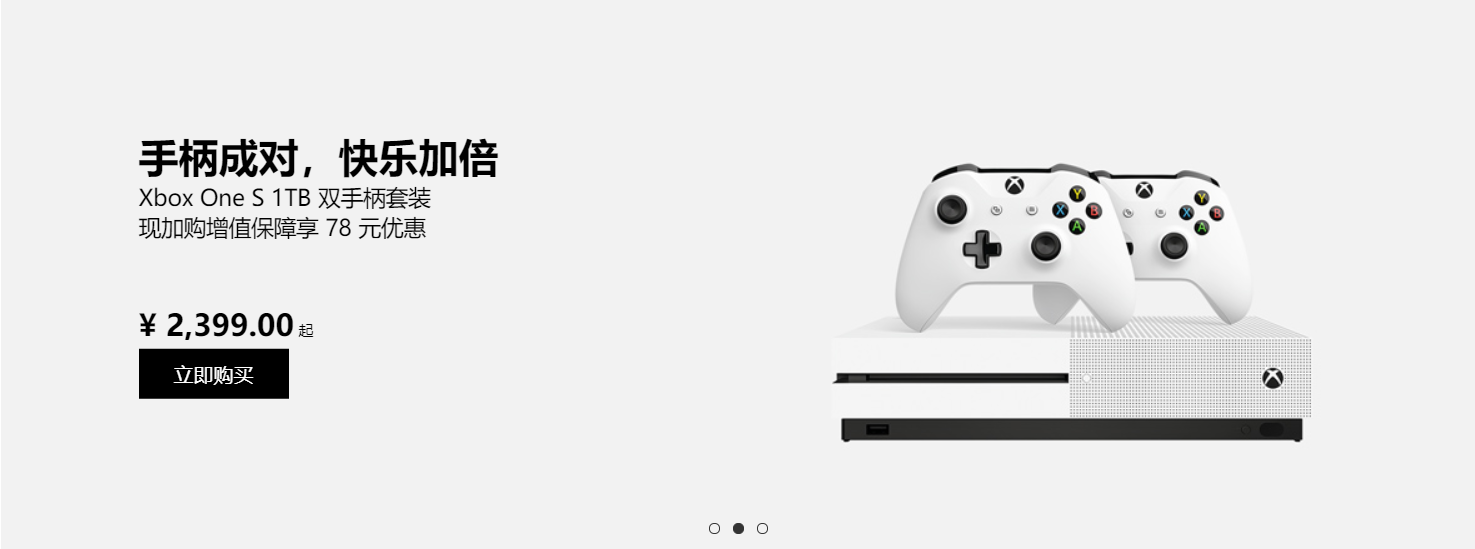 手柄成对，快乐加倍
Xbox One S 1TB 双手柄套装
现加购增值保障享 78 元优惠
¥ 2,399.00 起
立即购买
Y
X B
A
Y
X B
A